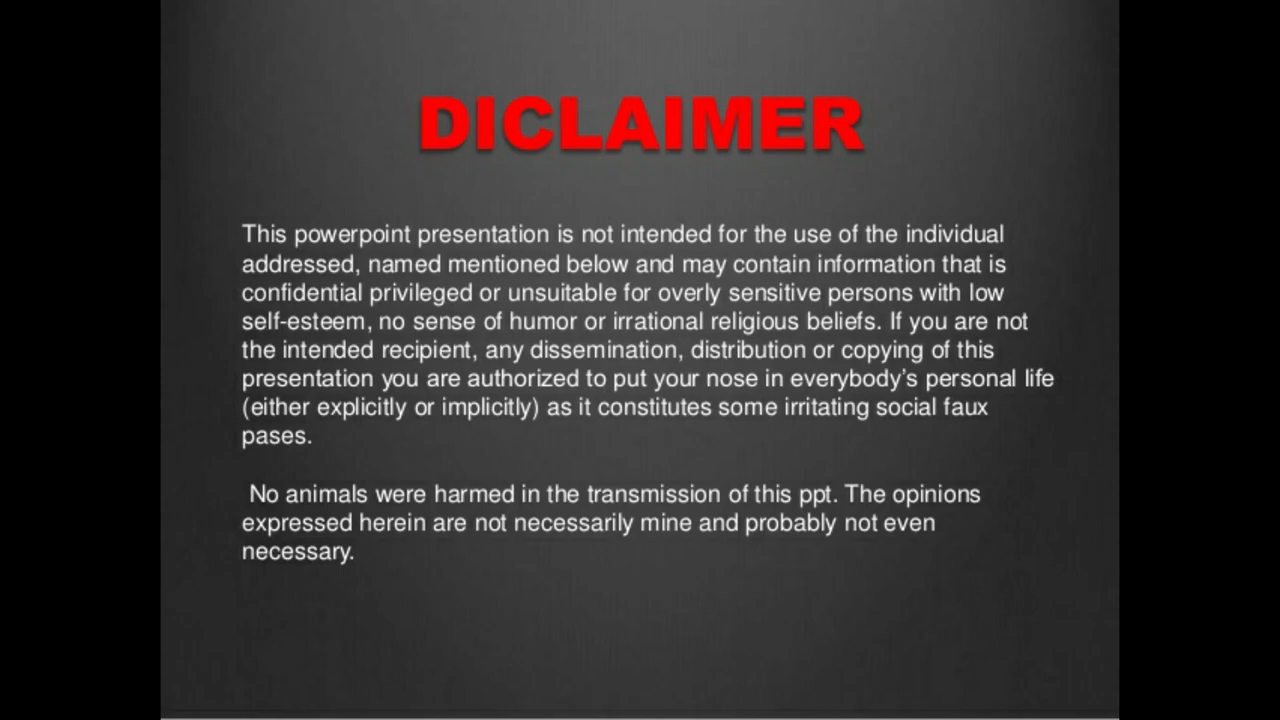 DICLAIMER
This powerpoint presentation is not intended for the use of the individual
addressed, named mentioned below and may contain information that is
confidential privileged or unsuitable for overly sensitive persons with low
self-esteem, no sense of humor or irrational religious beliefs. If you are not
the intended recipient, any dissemination, distribution or copying of this
presentation you are authorized to put your nose in everybody’s personal life
(either explicitly or implicitly) as it constitutes some irritating social faux
pases.
No animals were harmed in the transmission of this ppt. The opinions
expressed herein are not necessarily mine and probably not even
necessary.